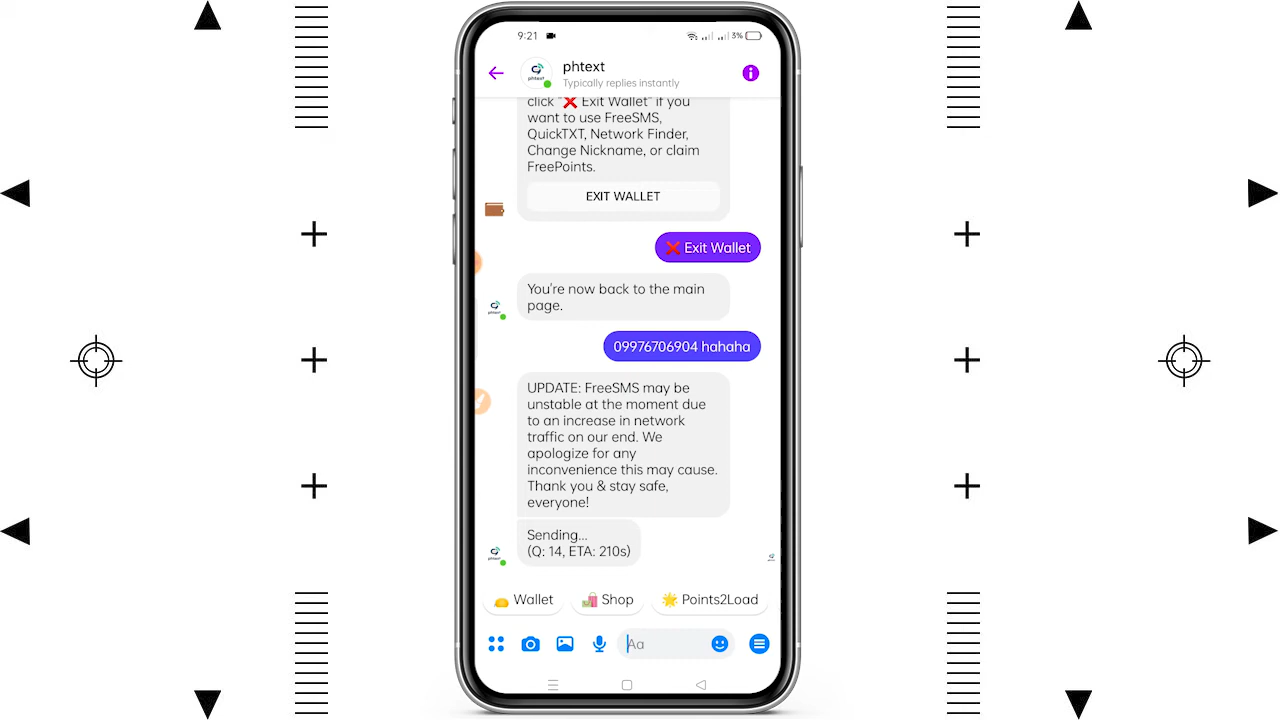 9:21
3%
phtext
Typically replies instantly
click "❌ Exit Wallet" if you
want to use FreeSMS,
QuickTXT, Network Finder,
Change Nickname, or claim
FreePoints.
EXIT WALLET
❌ Exit Wallet
You're now back to the main
page.
09976706904 hahaha
UPDATE: FreeSMS may be
unstable at the moment due
to an increase in network
traffic on our end. We
apologize for any
inconvenience this may cause.
Thank you & stay safe,
everyone!
Sending...
(Q: 14, ETA: 210s)
Wallet
Shop
Points2Load
Aa